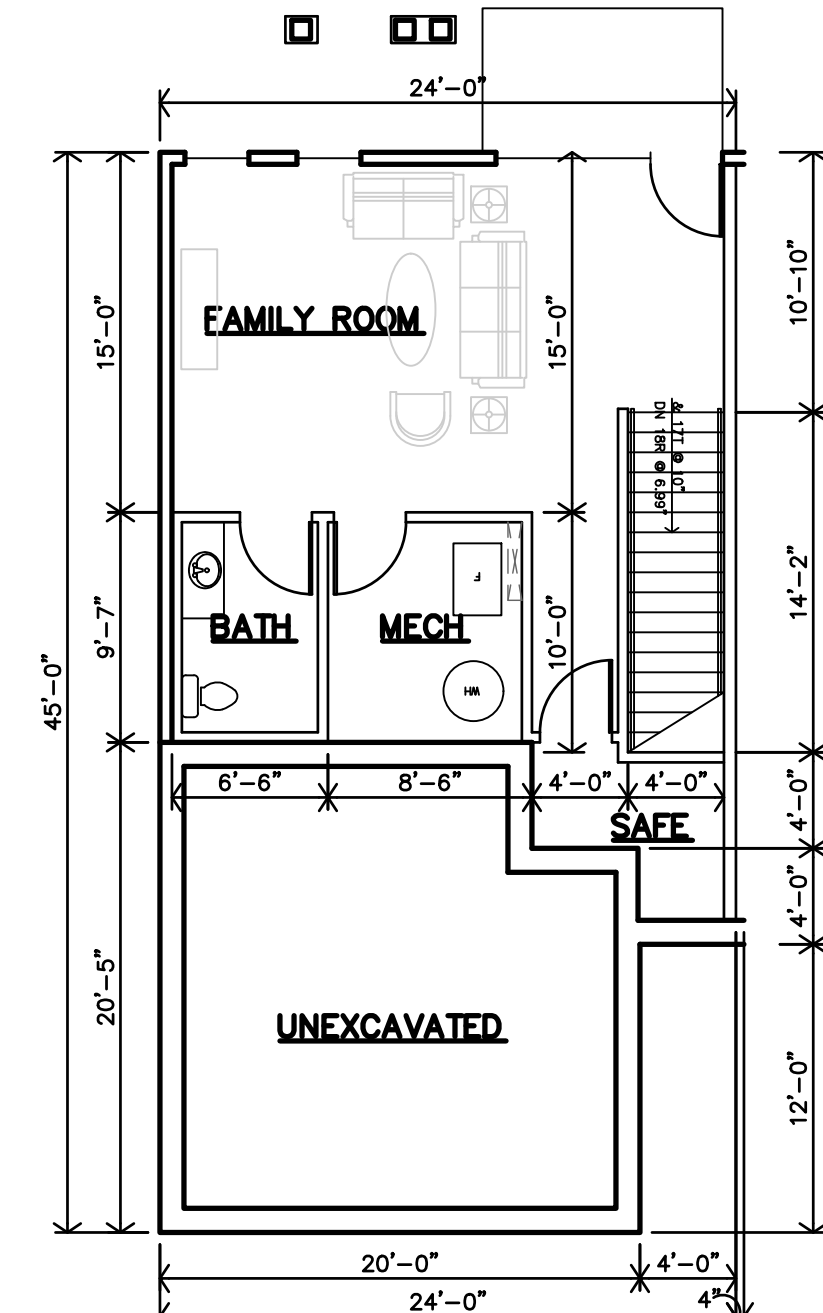 24'-0"
15'-0"
FAMILY ROOM
15'-0"
10'-10"
& 17T @ 10"
DN 18R @ 6.99"
9'-7"
BATH
MECH
F
WH
10'-0"
14'-2"
45'-0"
6'-6"
8'-6"
4'-0"
4'-0"
4'-0"
SAFE
4'-0"
20'-5"
UNEXCAVATED
12'-0"
20'-0"
4'-0"
24'-0"
4"